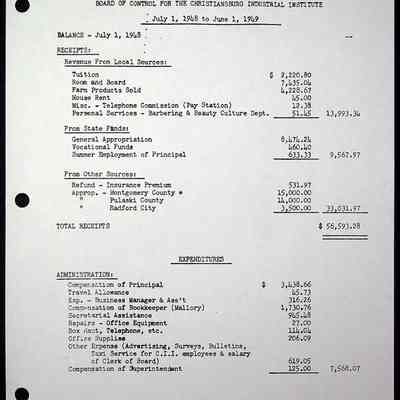 BOARD OF CONTROL FOR THE CHRISTIANSBURG INDUSTRIAL INSTITUTE
July 1, 1948 to June 1, 1949
BALANCE - July 1, 1948 --
RECEIPTS:
Revenue From Local Sources:
Tuition $ 2,220.80
Room and Board 7,435.04
Farm Products Sold 4,228.67
House Rent 45.00
Misc. - Telephone Commission (Pay Station) 12.38
Personal Services - Barbering & Beauty Culture Dept. 51.45 13,993.34
From State Funds:
General Appropriation 8,474.24
Vocational Funds 460.40
Summer Employment of Principal 633.33 9,567.97
From Other Sources:
Refund - Insurance Premium 531.97
Approp. - Montgomery County * 15,000.00
" Pulaski County 14,000.00
" Radford City 3,500.00 33,031.97
TOTAL RECEIPTS $ 56,593.28
EXPENDITURES
ADMINISTRATION:
Compensation of Principal $ 3,438.66
Travel Allowance 45.73
Exp. - Business Manager & Ass't 316.26
Compensation of Bookkeeper (Mallory) 1,730.76
Secretarial Assistance 945.48
Repairs - Office Equipment 27.00
Box Rent, Telephone, etc. 114.04
Office Supplies 206.09
Other Expense (Advertising, Surveys, Bulletins,
Taxi Service for C.I.I. employees & salary
of Clerk of Board) 619.05
Compensation of Superintendent 125.00 7,568.07